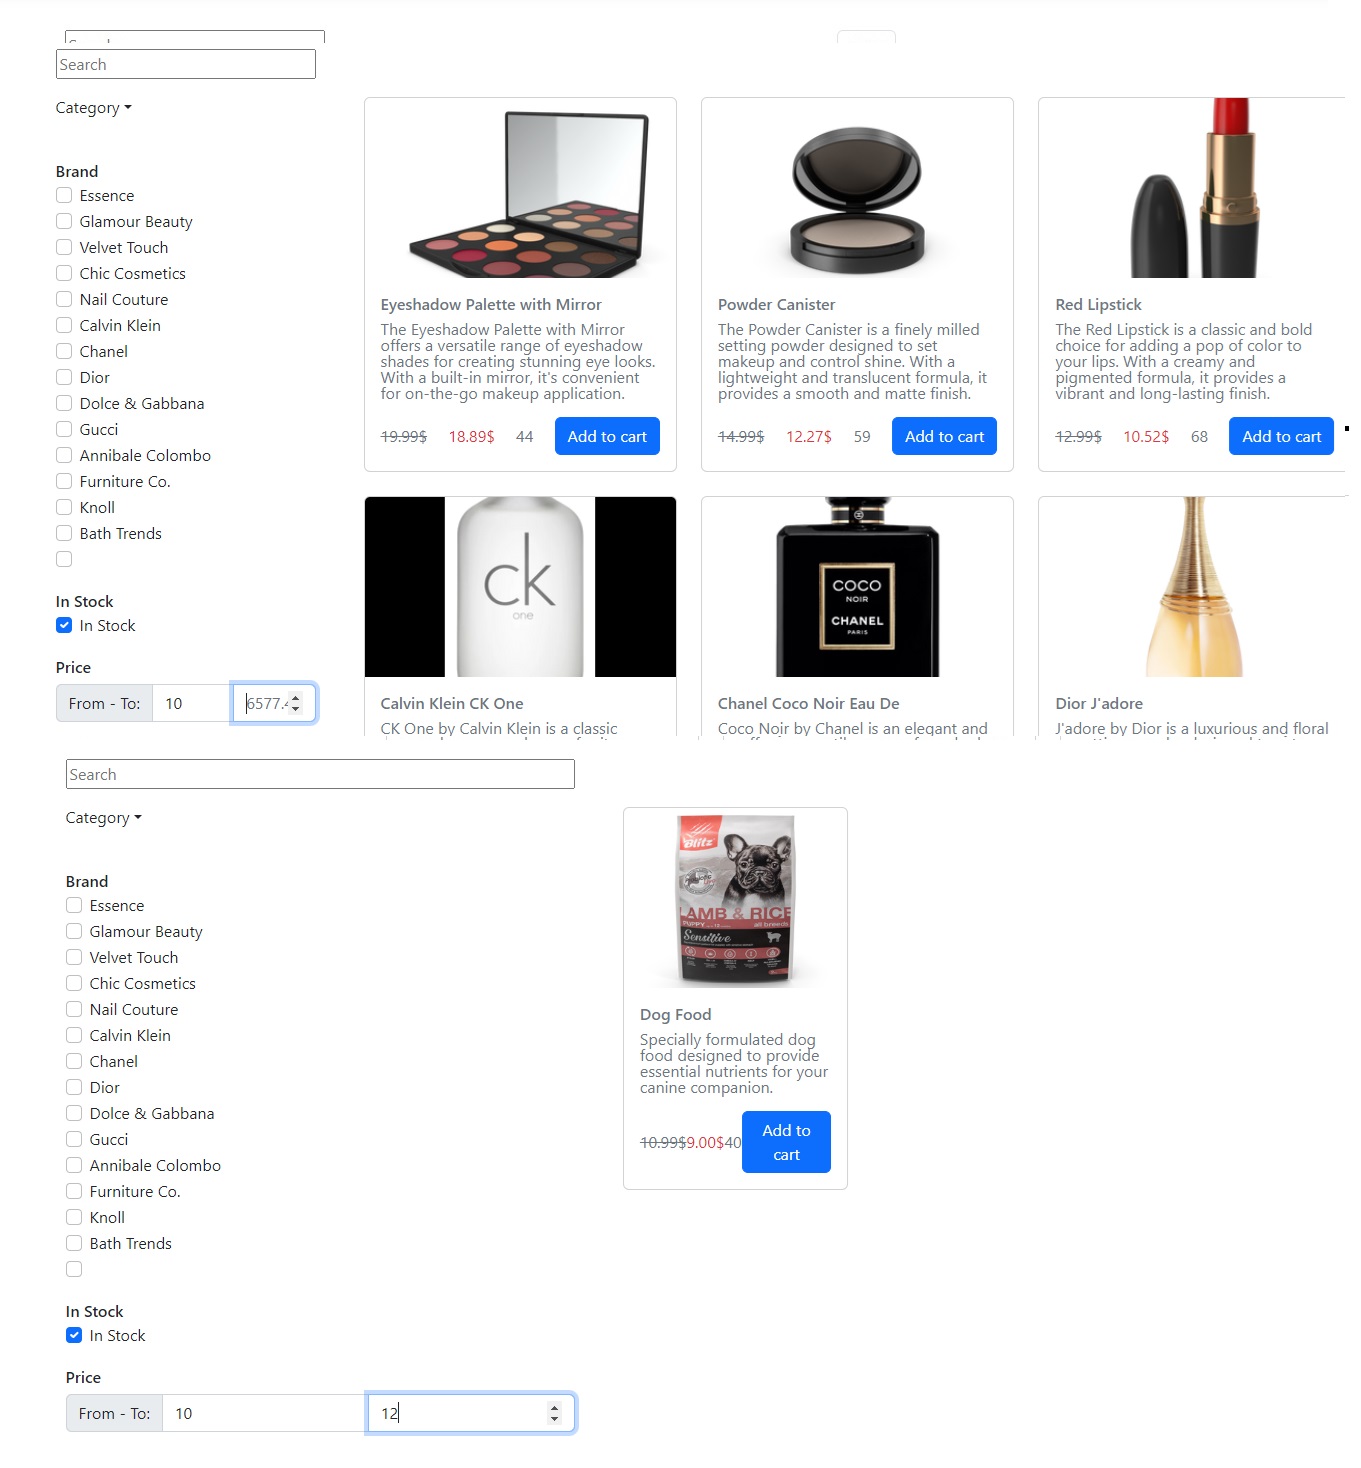 Search
Category
Brand
Essence
Glamour Beauty
Velvet Touch
Chic Cosmetics
Nail Couture
Calvin Klein
Chanel
Dior
Dolce & Gabbana
Gucci
Annibale Colombo
Furniture Co.
Knoll
Bath Trends
In Stock
In Stock
Price
From - To: 10 6577.4
Eyeshadow Palette with Mirror
The Eyeshadow Palette with Mirror
offers a versatile range of eyeshadow
shades for creating stunning eye looks.
With a built-in mirror, it's convenient
for on-the-go makeup application.
19.99$ 18.89$ 44 Add to cart
Powder Canister
The Powder Canister is a finely milled
setting powder designed to set
makeup and control shine. With a
lightweight and translucent formula, it
provides a smooth and matte finish.
14.99$ 12.27$ 59 Add to cart
Red Lipstick
The Red Lipstick is a classic and bold
choice for adding a pop of color to
your lips. With a creamy and
pigmented formula, it provides a
vibrant and long-lasting finish.
12.99$ 10.52$ 68 Add to cart
ck
one
Calvin Klein CK One
CK One by Calvin Klein is a classic
COCO
NOIR
CHANEL
PARIS
Chanel Coco Noir Eau De
Coco Noir by Chanel is an elegant and
Dior J'adore
J'adore by Dior is a luxurious and floral
Search
Category
Brand
Essence
Glamour Beauty
Velvet Touch
Chic Cosmetics
Nail Couture
Calvin Klein
Chanel
Dior
Dolce & Gabbana
Gucci
Annibale Colombo
Furniture Co.
Knoll
Bath Trends
In Stock
In Stock
Price
From - To: 10 12
Blitz
LAMB & RICE
PUPPY
all breeds
Sensitive
Dog Food
Specially formulated dog
food designed to provide
essential nutrients for your
canine companion.
10.99$9.00$40 Add to
cart